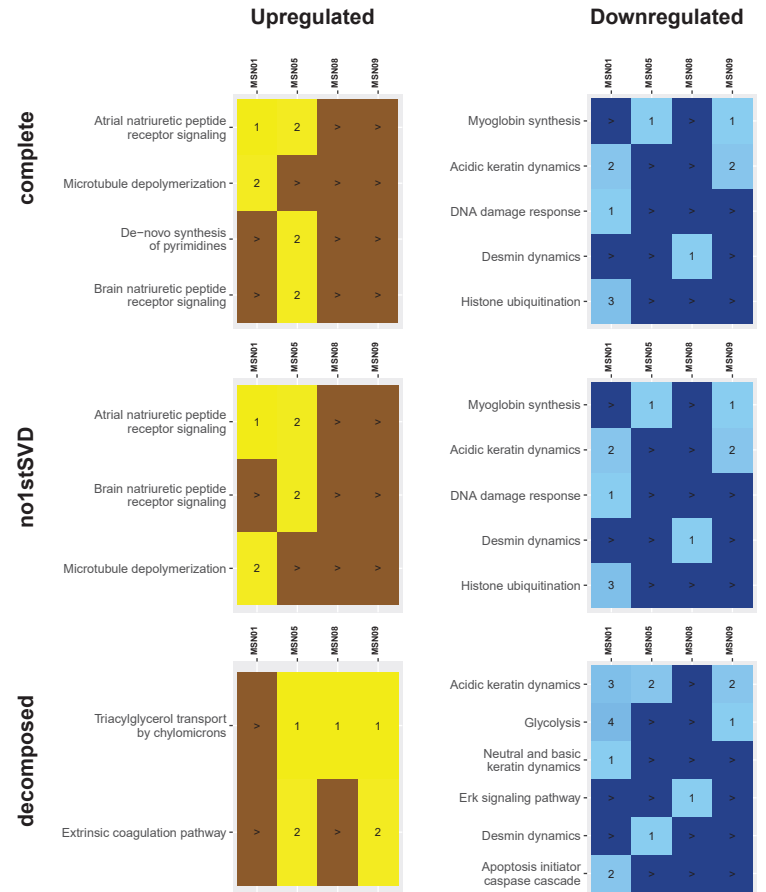 Upregulated
Downregulated
complete
MSN01 MSN05 MSN08 MSN09
Atrial natriuretic peptide
receptor signaling
1 2 > >
Microtubule depolymerization
2 > > >
De−novo synthesis
of pyrimidines
> 2 > >
Brain natriuretic peptide
receptor signaling
> 2 > >
MSN01 MSN05 MSN08 MSN09
Myoglobin synthesis > 1 > 1
Acidic keratin dynamics 2 > > 2
DNA damage response 1 > > >
Desmin dynamics > > 1 >
Histone ubiquitination 3 > > >
no1stSVD
MSN01 MSN05 MSN08 MSN09
Atrial natriuretic peptide
receptor signaling
1 2 > >
Brain natriuretic peptide
receptor signaling
> 2 > >
Microtubule depolymerization
2 > > >
MSN01 MSN05 MSN08 MSN09
Myoglobin synthesis > 1 > 1
Acidic keratin dynamics 2 > > 2
DNA damage response 1 > > >
Desmin dynamics > > 1 >
Histone ubiquitination 3 > > >
decomposed
MSN01 MSN05 MSN08 MSN09
Triacylglycerol transport
by chylomicrons
> 1 1 1
Extrinsic coagulation pathway
> 2 > 2
MSN01 MSN05 MSN08 MSN09
Acidic keratin dynamics 3 2 > 2
Glycolysis 4 > > 1
Neutral and basic
keratin dynamics
1 > > >
Erk signaling pathway > > 1 >
Desmin dynamics > 1 > >
Apoptosis initiator
caspase cascade
2 > > >